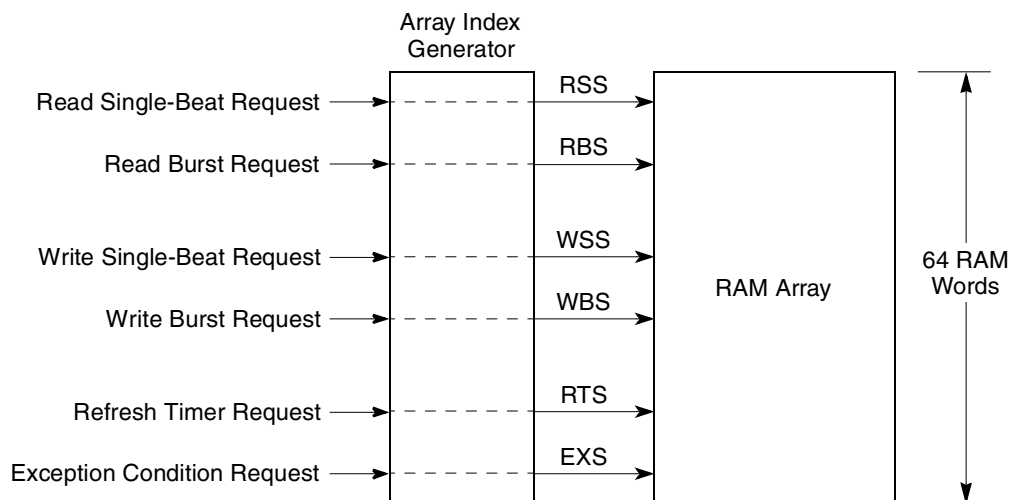 Array Index
Generator
Read Single-Beat Request
RSS
Read Burst Request
RBS
Write Single-Beat Request
WSS
Write Burst Request
WBS
RAM Array
64 RAM
Words
Refresh Timer Request
RTS
Exception Condition Request
EXS